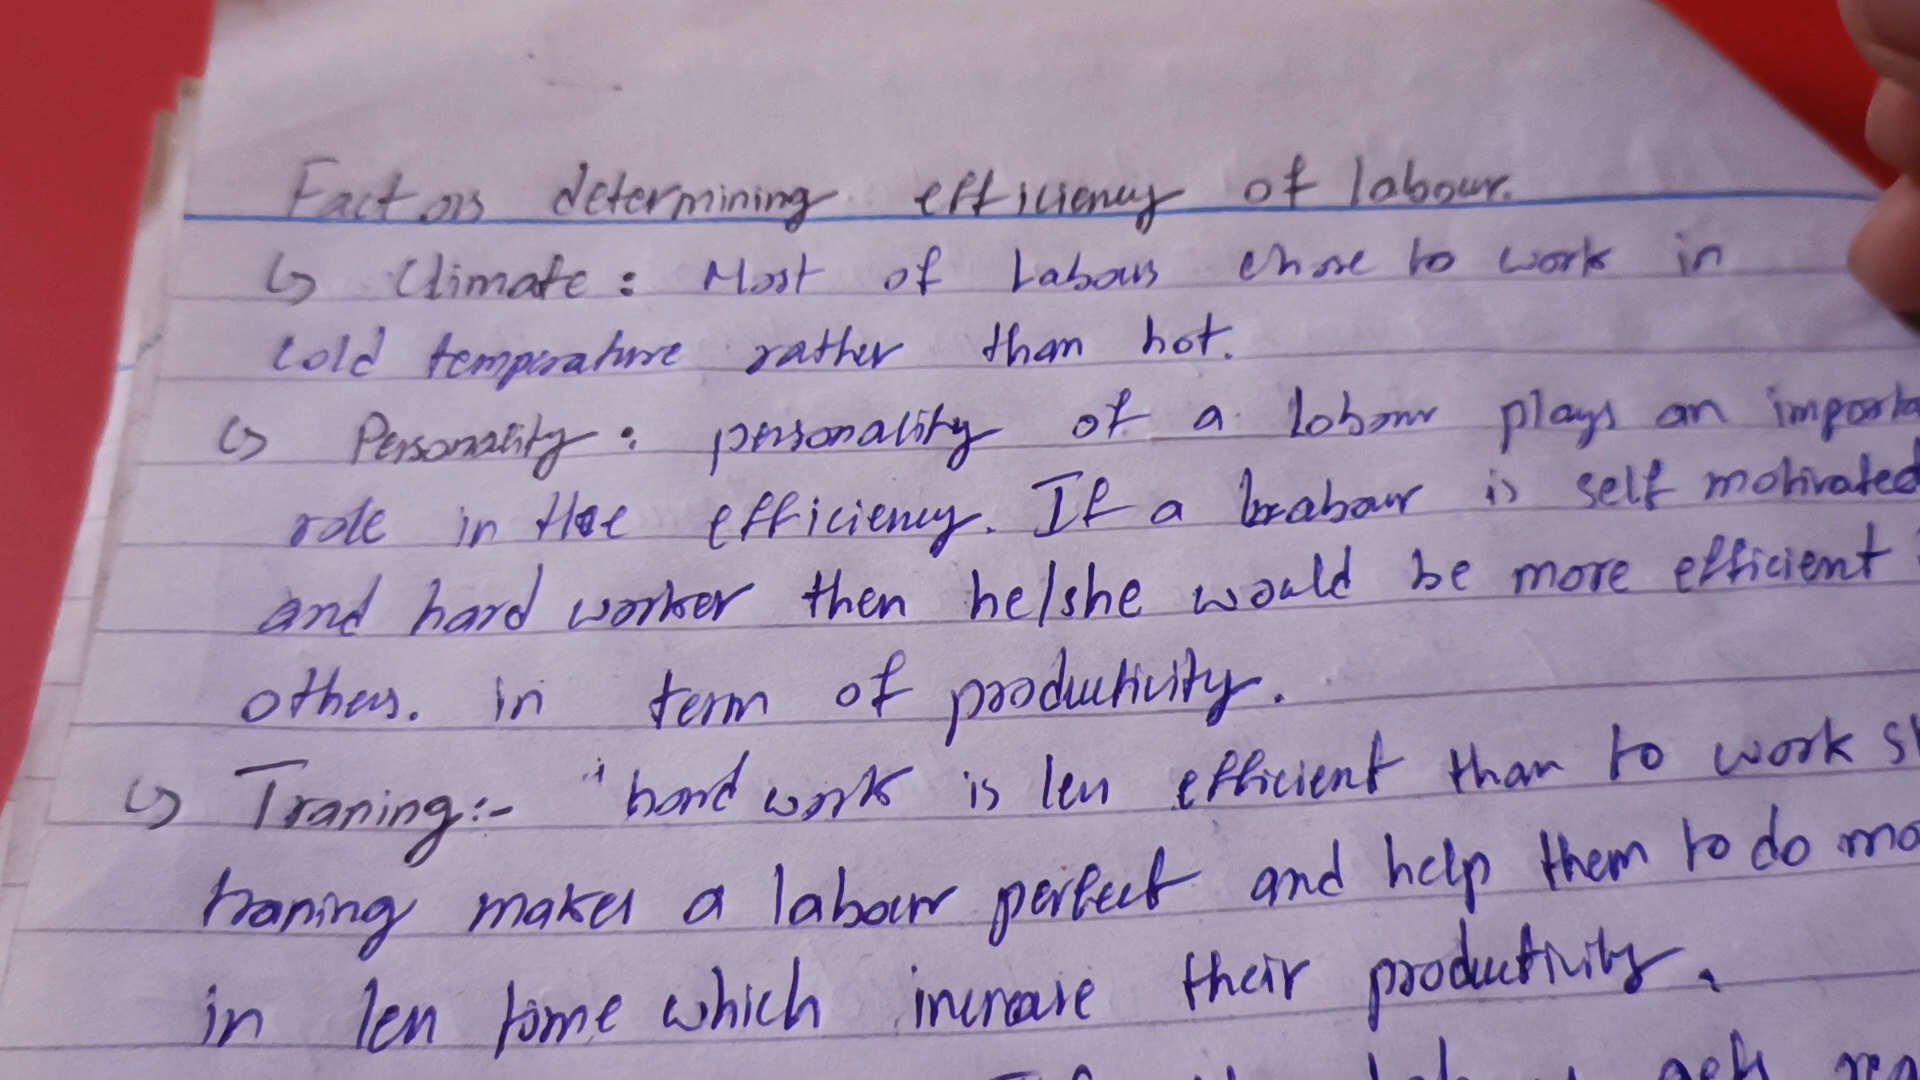 Factors determining efficiency of labour.
↳ Climate : Most of Labours chose to work in
cold temperature rather than hot.
↳ Personality : personality of a labour plays an importa
role in the efficiency. If a labour is self motivated
and hard worker then he/she would be more efficient
others. in term of productivity.
↳ Traning :- hard work is less efficient than to work
traning makes a labour perfect and help them to do mo
in less time which increase their productivity.